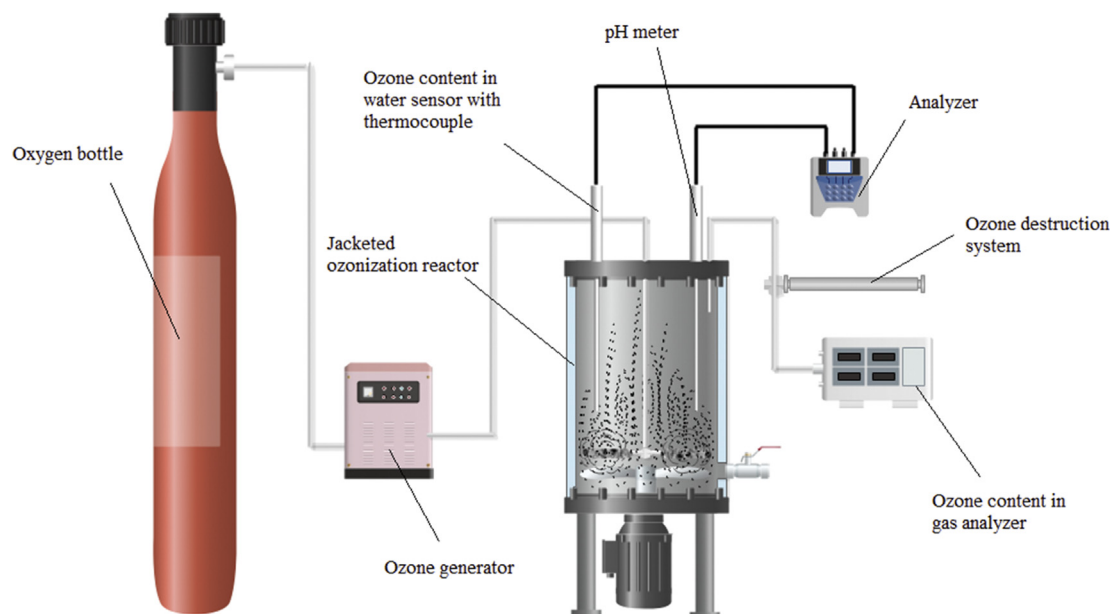 pH meter
Ozone content in
water sensor with
thermocouple
Analyzer
Oxygen bottle
Ozone destruction
system
Jacketed
ozonization reactor
Ozone content in
gas analyzer
Ozone generator